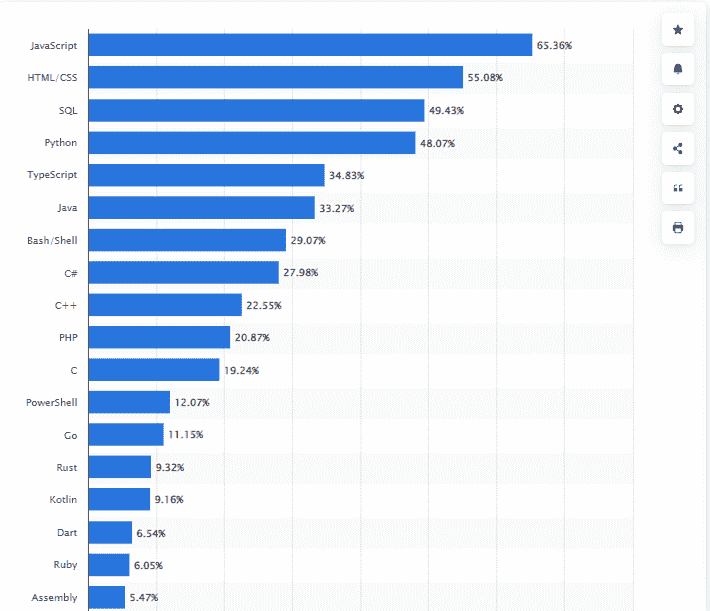 JavaScript 65.36%
HTML/CSS 55.08%
SQL 49.43%
Python 48.07%
TypeScript 34.83%
Java 33.27%
Bash/Shell 29.07%
C# 27.98%
C++ 22.55%
PHP 20.87%
C 19.24%
PowerShell 12.07%
Go 11.15%
Rust 9.32%
Kotlin 9.16%
Dart 6.54%
Ruby 6.05%
Assembly 5.47%